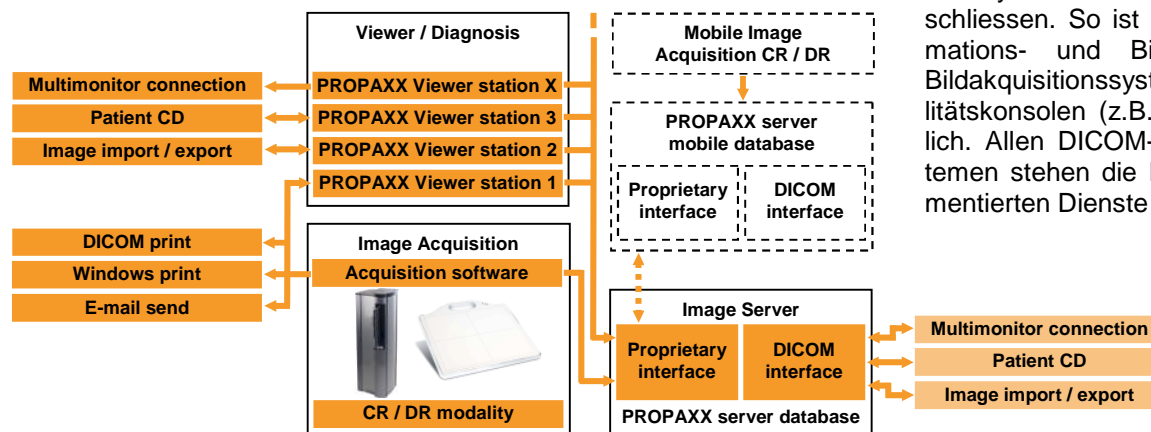 Viewer / Diagnosis
Multimonitor connection
PROPAXX Viewer station X
Patient CD
PROPAXX Viewer station 3
Image import / export
PROPAXX Viewer station 2
PROPAXX Viewer station 1
DICOM print
Windows print
E-mail send
Image Acquisition
Acquisition software
CR / DR modality
Mobile Image
Acquisition CR / DR
PROPAXX server
mobile database
Proprietary
interface
DICOM
interface
Image Server
Proprietary
interface
DICOM
interface
PROPAXX server database
Multimonitor connection
Patient CD
Image import / export
schliessen. So ist
mations- und Bi
Bildakquisitionssyst
litätskonsolen (z.B.
lich. Allen DICOM-
temen stehen die
mentierten Dienste